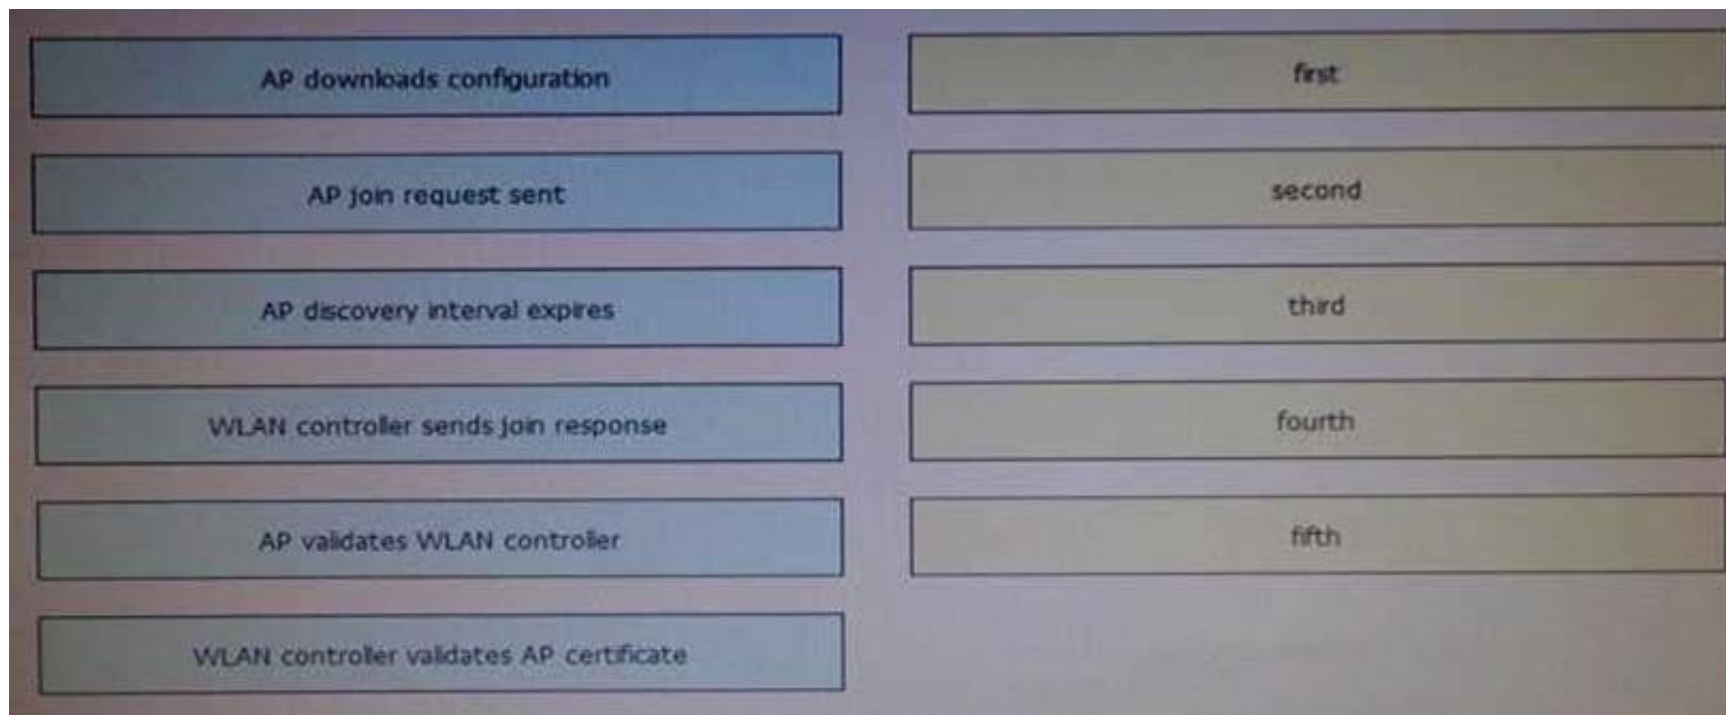 AP downloads configuration
first
AP join request sent
second
AP discovery interval expires
third
WLAN controller sends join response
fourth
AP validates WLAN controller
fifth
WLAN controller validates AP certificate